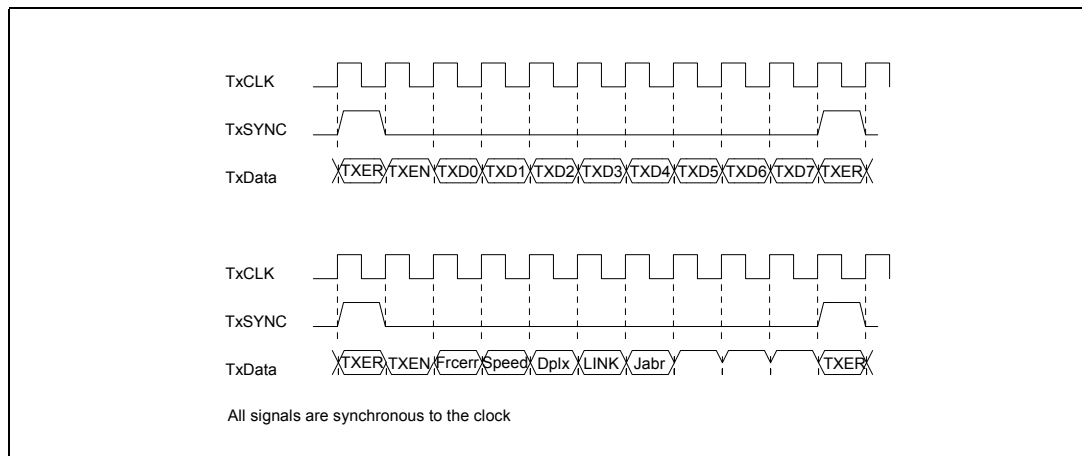 TxCLK
TxSYNC
TxData TXER TXEN TXD0 TXD1 TXD2 TXD3 TXD4 TXD5 TXD6 TXD7 TXER
TxCLK
TxSYNC
TxData TXER TXEN Frcerr Speed Dplx LINK Jabr TXER
All signals are synchronous to the clock